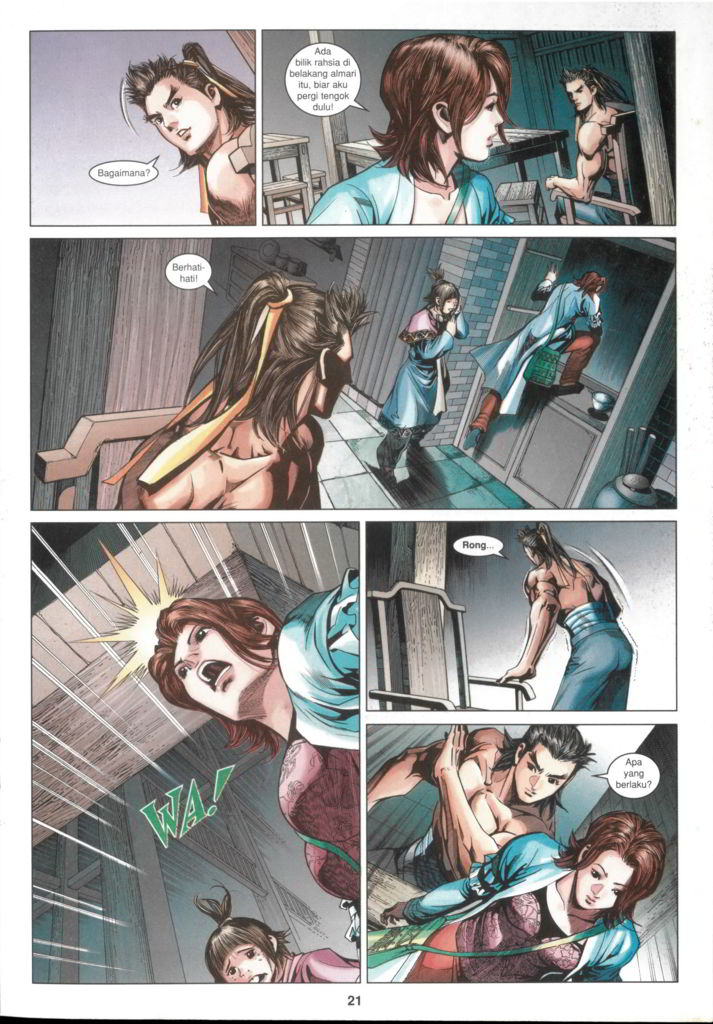 Bagaimana?
Ada
bilik rahsia di
belakang almari
itu, biar aku
pergi tengok
dulu!
Berhati-
hati!
WA!
Rong...
Apa
yang
berlaku?
21